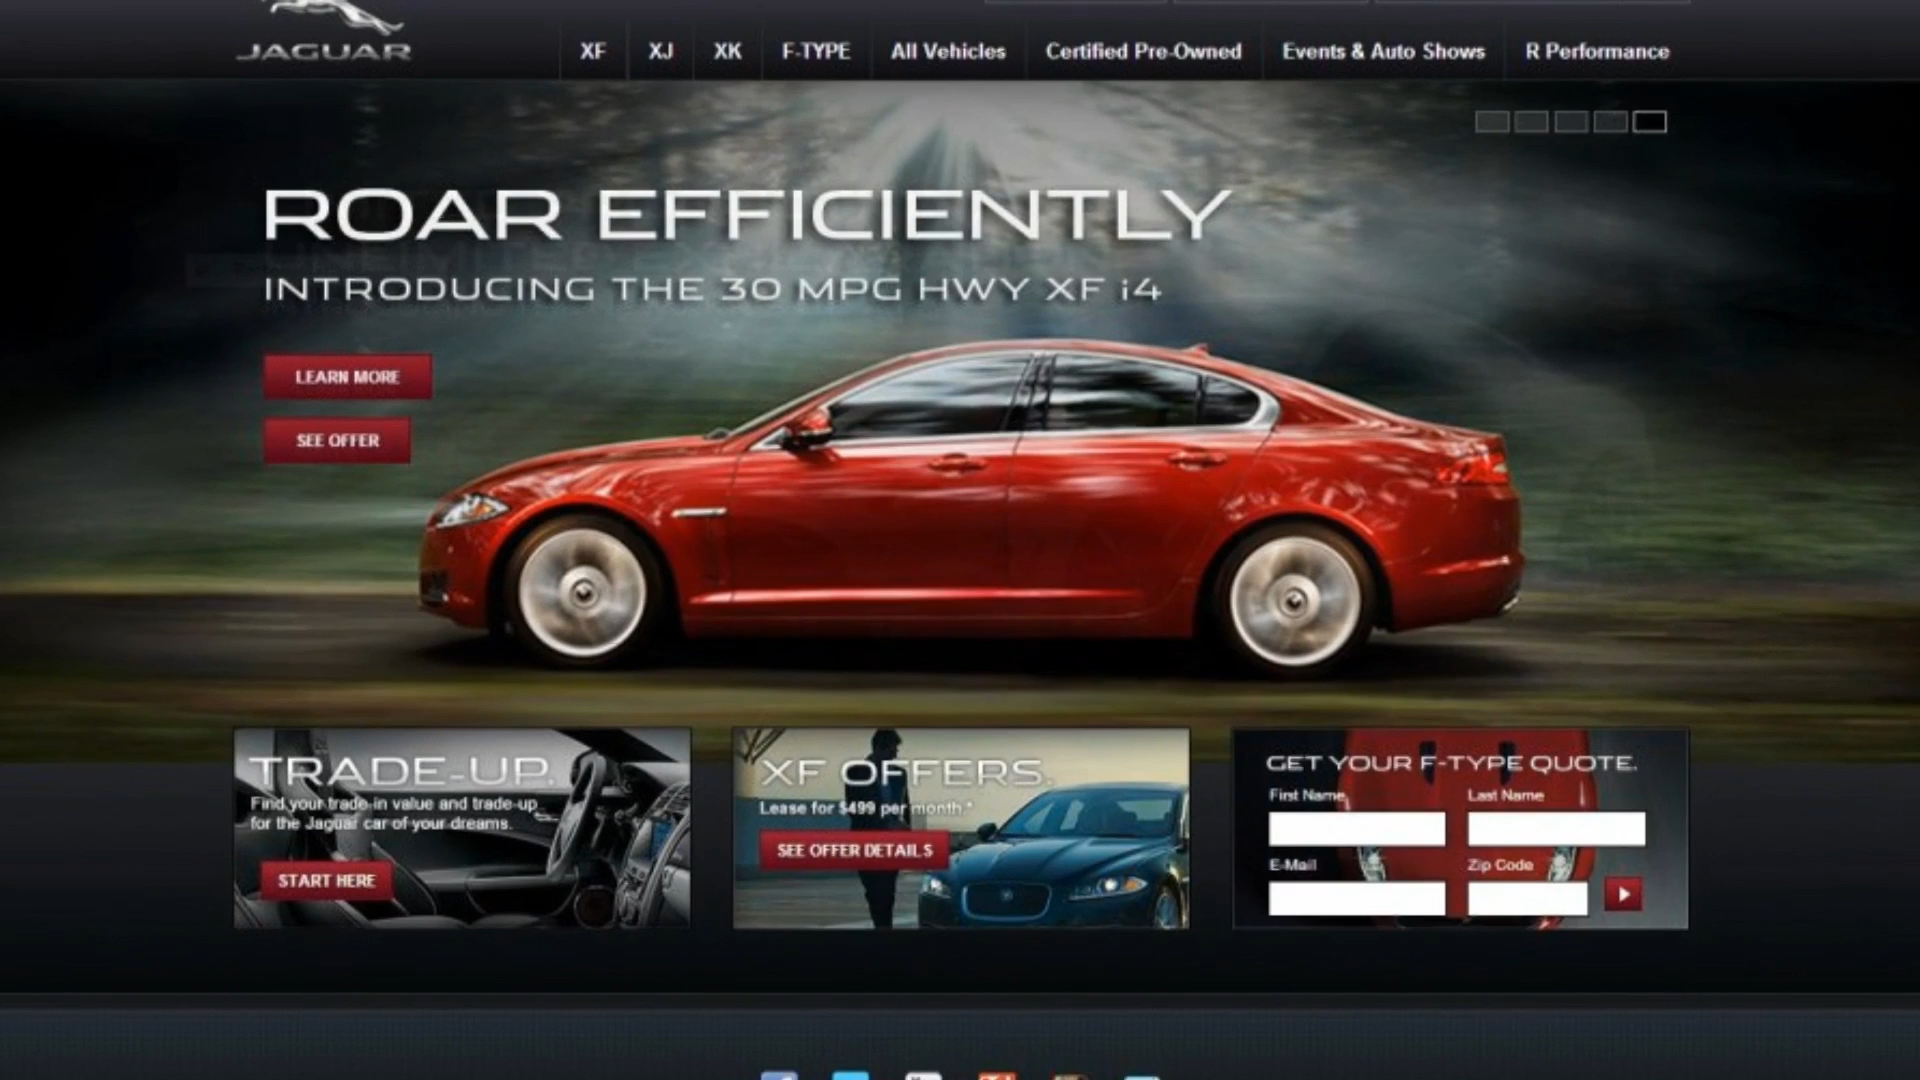 JAGUAR
XF XJ XK F-TYPE All Vehicles Certified Pre-Owned Events & Auto Shows R Performance
ROAR EFFICIENTLY
INTRODUCING THE 30 MPG HWY XF i4
LEARN MORE
SEE OFFER
TRADE-UP.
Find your trade-in value and trade-up
for the Jaguar car of your dreams.
START HERE
XF OFFERS.
Lease for $499 per month.*
SEE OFFER DETAILS
GET YOUR F-TYPE QUOTE.
First Name Last Name
E-Mail Zip Code